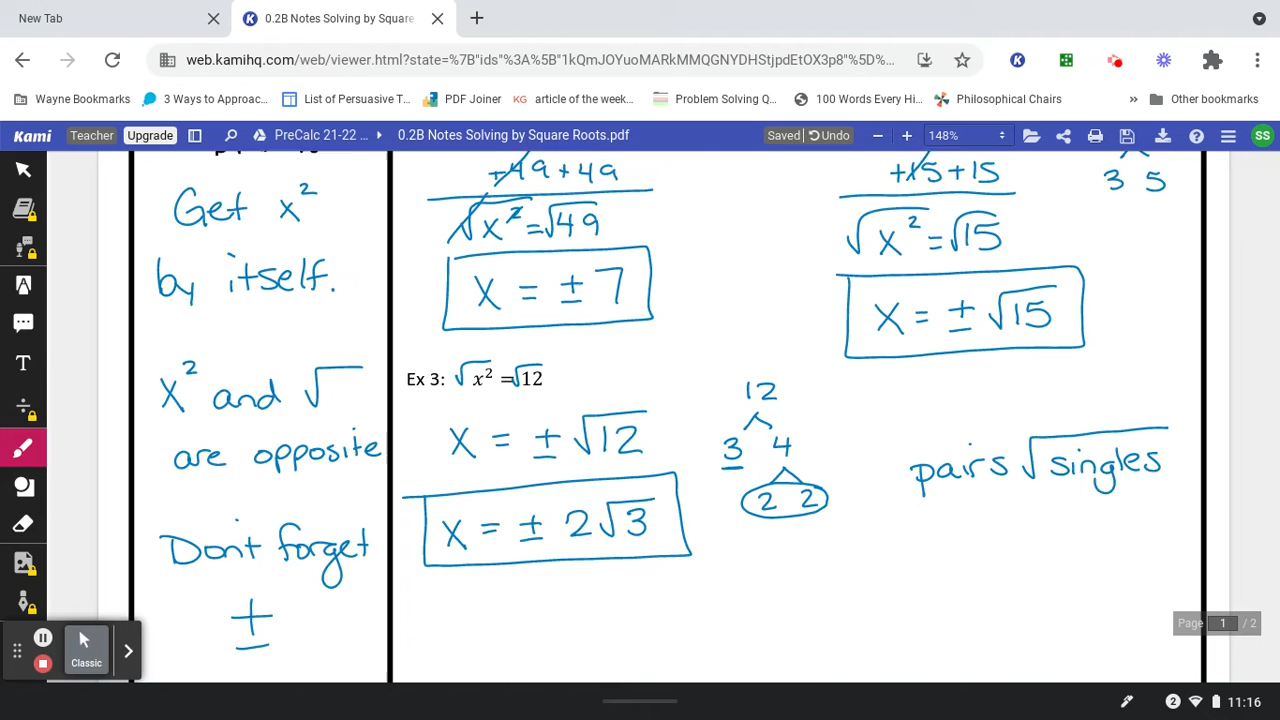 New Tab
0.2B Notes Solving by Square
web.kamihq.com/web/viewer.html?state=%7B"ids"%3A%5B"1kQmJOYuoMARkMMQGNYDHStjpdEtOX3p8"%5D%2C...
Wayne Bookmarks
3 Ways to Approac...
List of Persuasive T...
PDF Joiner
KG article of the week...
Problem Solving Q...
100 Words Every Hi...
Philosophical Chairs
»
Other bookmarks
Kami Teacher Upgrade
PreCalc 21-22 ...
0.2B Notes Solving by Square Roots.pdf
Saved Undo
148%
SS
Get x²
by itself.
x² and √
are opposite
Don't forget
±
+49 +49
√x² = √49
x = ± 7
+15 +15
√x² = √15
x = ± √15
3 5
Ex 3: √x² = √12
x = ± √12
x = ± 2√3
12
3 4
2 2
pairs √singles
Page 1 / 2
Classic
2
11:16